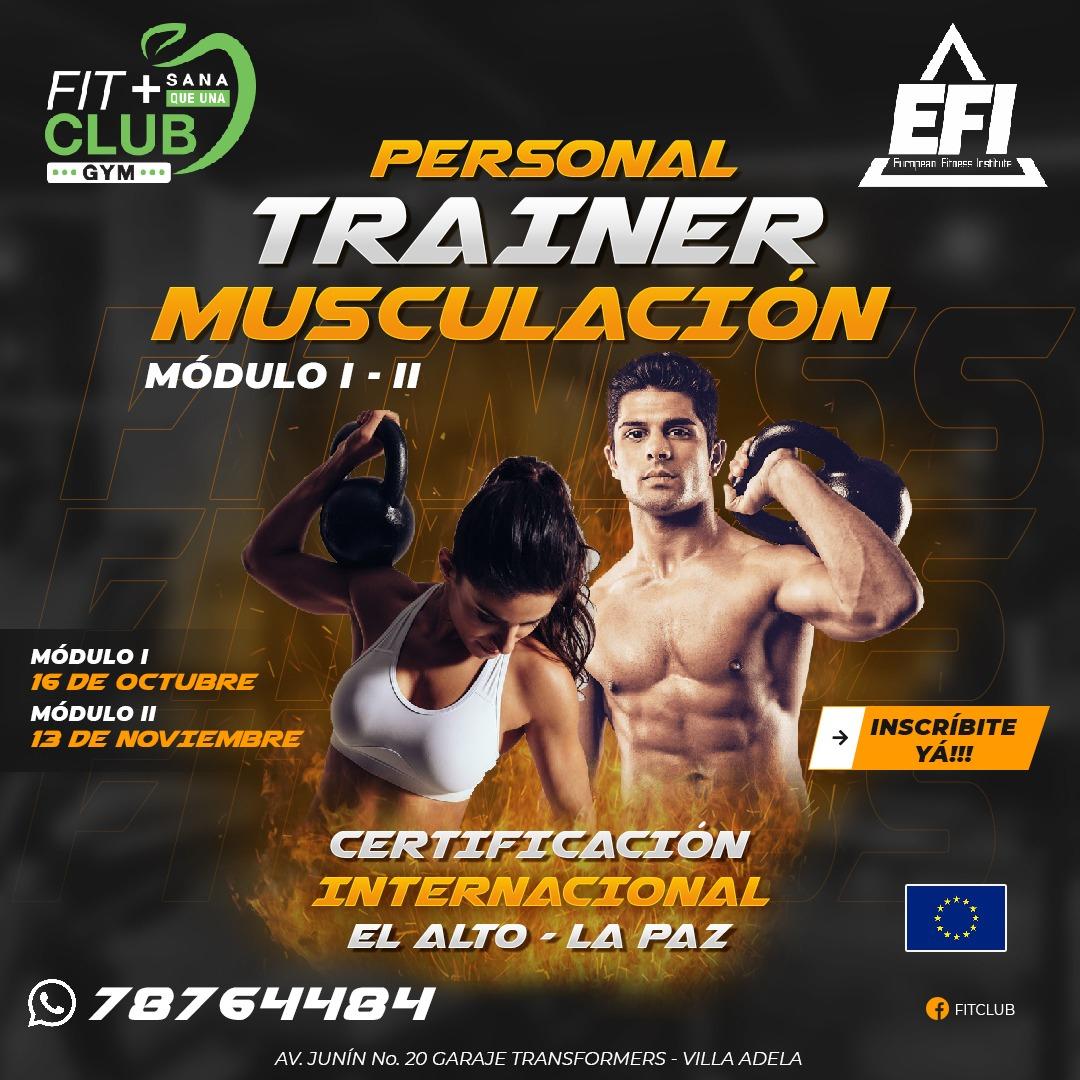 FIT + SANA
QUE UNA
CLUB
GYM
EFI
European Fitness Institute
PERSONAL
TRAINER
MUSCULACIÓN
MÓDULO I - II
FITNESS
MÓDULO I
16 DE OCTUBRE
MÓDULO II
13 DE NOVIEMBRE
INSCRÍBITE
YÁ!!!
CERTIFICACIÓN
INTERNACIONAL
EL ALTO - LA PAZ
78764484
FITCLUB
AV. JUNÍN No. 20 GARAJE TRANSFORMERS - VILLA ADELA